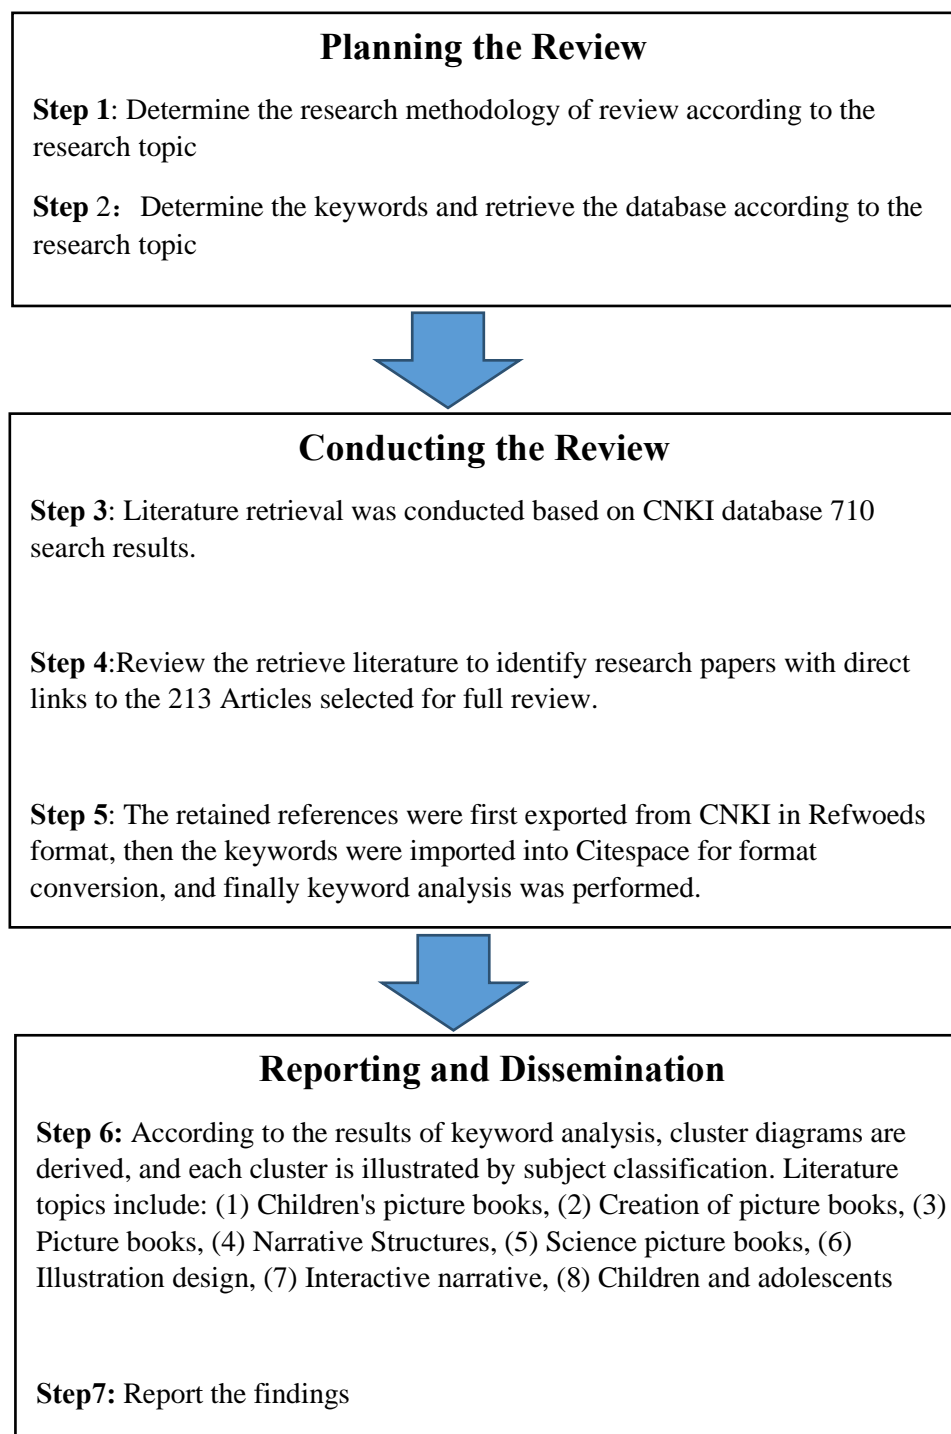 Planning the Review
Step 1: Determine the research methodology of review according to the
research topic
Step 2： Determine the keywords and retrieve the database according to the
research topic
Conducting the Review
Step 3: Literature retrieval was conducted based on CNKI database 710
search results.
Step 4:Review the retrieve literature to identify research papers with direct
links to the 213 Articles selected for full review.
Step 5: The retained references were first exported from CNKI in Refwoeds
format, then the keywords were imported into Citespace for format
conversion, and finally keyword analysis was performed.
Reporting and Dissemination
Step 6: According to the results of keyword analysis, cluster diagrams are
derived, and each cluster is illustrated by subject classification. Literature
topics include: (1) Children's picture books, (2) Creation of picture books, (3)
Picture books, (4) Narrative Structures, (5) Science picture books, (6)
Illustration design, (7) Interactive narrative, (8) Children and adolescents
Step7: Report the findings